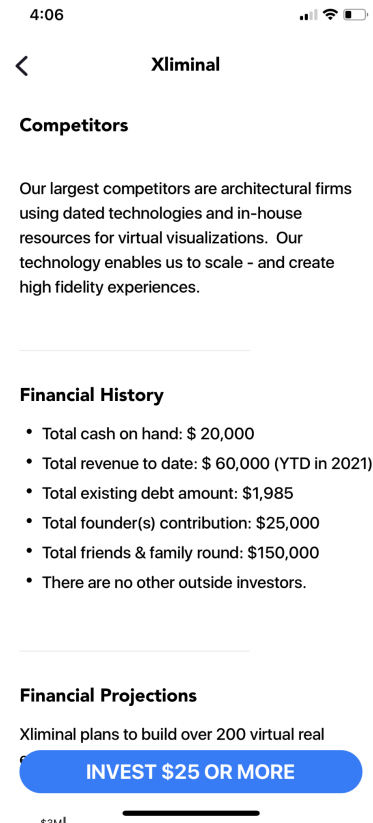 4:06
Xliminal
Competitors
Our largest competitors are architectural firms
using dated technologies and in-house
resources for virtual visualizations.  Our
technology enables us to scale - and create
high fidelity experiences.
Financial History
• Total cash on hand: $ 20,000
• Total revenue to date: $ 60,000 (YTD in 2021)
• Total existing debt amount: $1,985
• Total founder(s) contribution: $25,000
• Total friends & family round: $150,000
• There are no other outside investors.
Financial Projections
Xliminal plans to build over 200 virtual real
INVEST $25 OR MORE